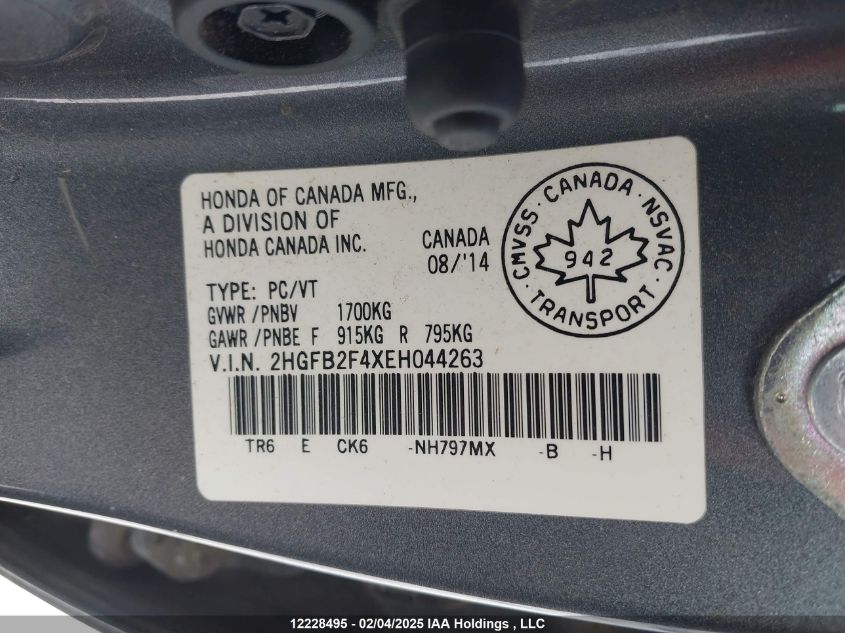 HONDA OF CANADA MFG.,
A DIVISION OF
HONDA CANADA INC.
CANADA
08/'14
CMVSS · CANADA · NSVAC
942
· TRANSPORT ·
TYPE: PC/VT
GVWR /PNBV 1700KG
GAWR /PNBE F 915KG R 795KG
V.I.N. 2HGFB2F4XEH044263
TR6 E CK6 -NH797MX -B -H
12228495 - 02/04/2025 IAA Holdings , LLC